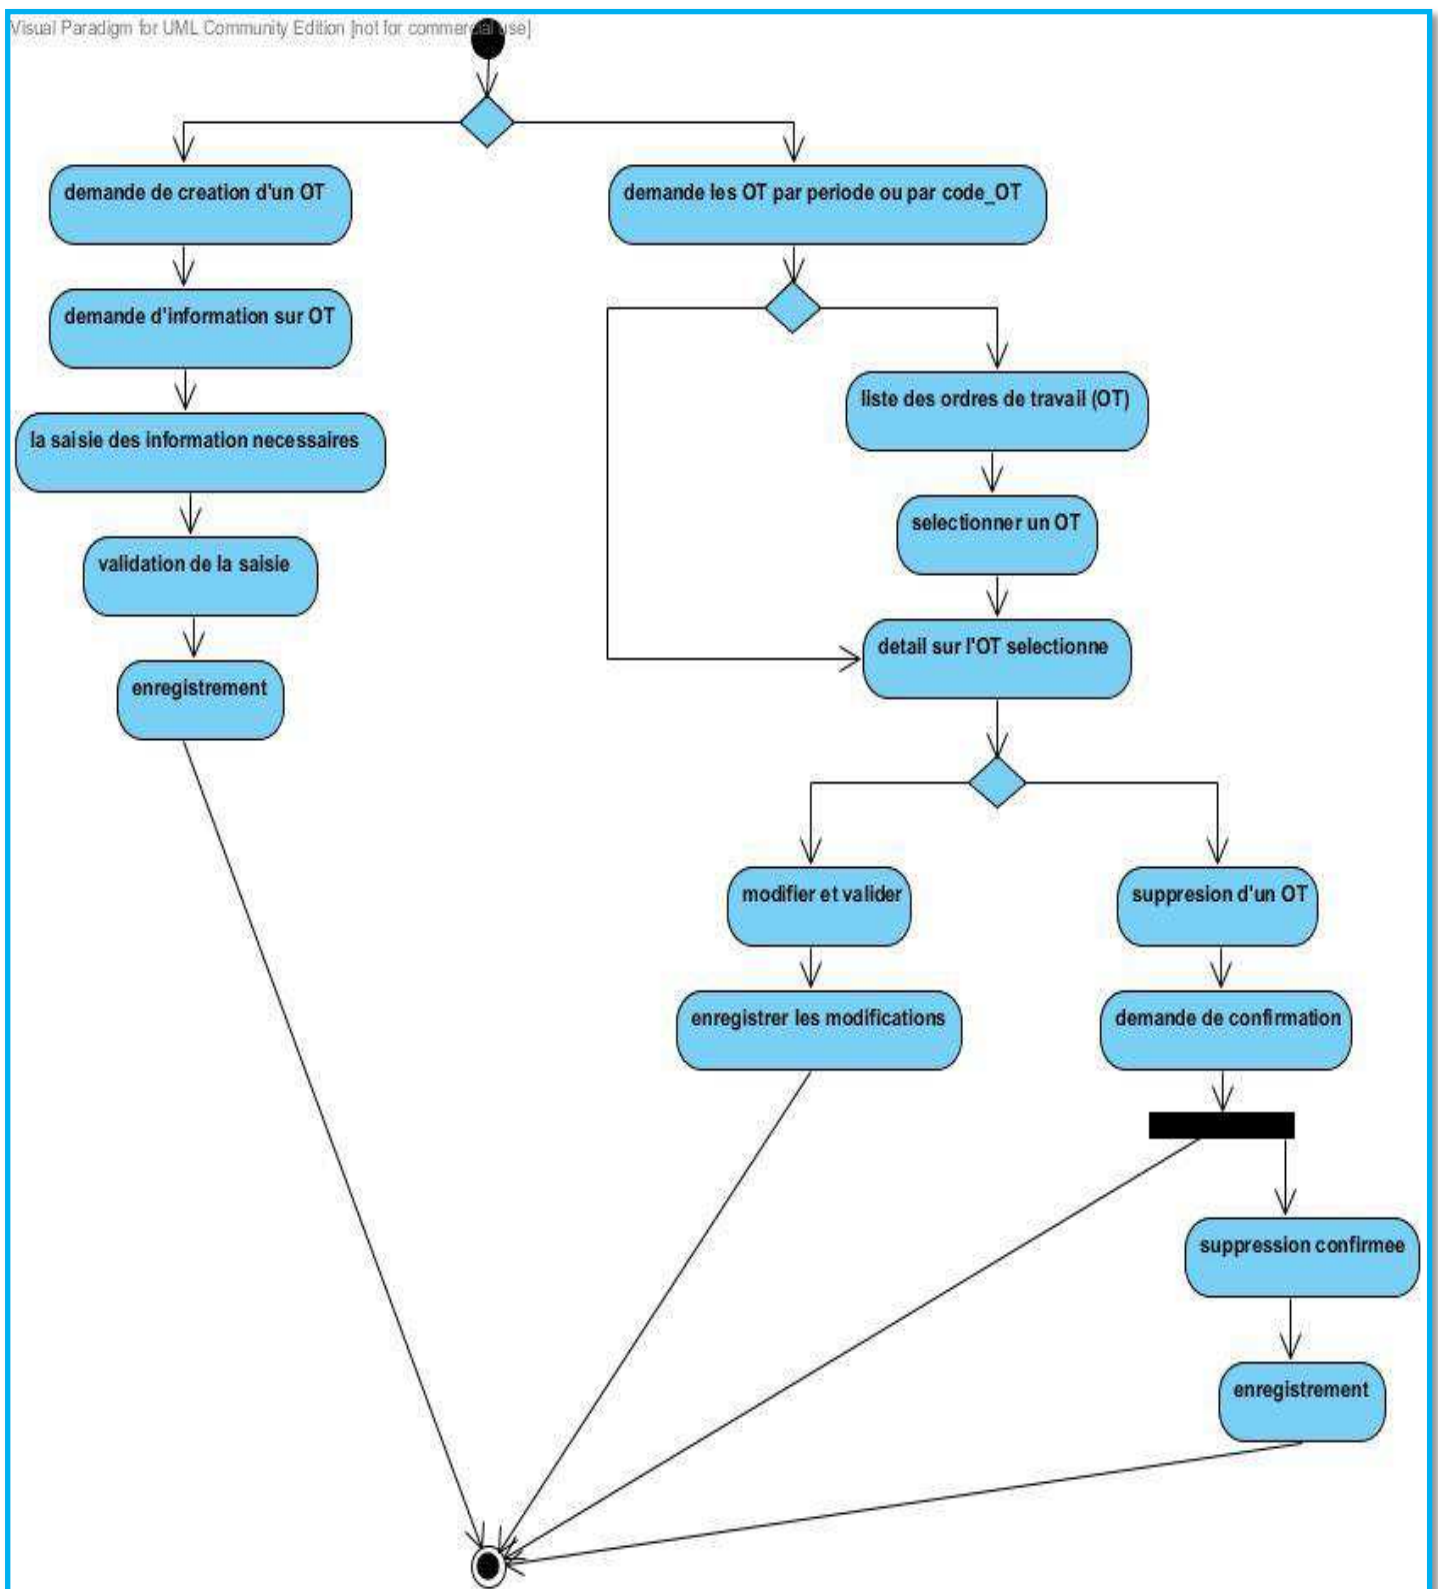 Visual Paradigm for UML Community Edition [not for commercial use]
demande de creation d'un OT
demande les OT par periode ou par code_OT
demande d'information sur OT
liste des ordres de travail (OT)
la saisie des information necessaires
selectionner un OT
validation de la saisie
detail sur l'OT selectionne
enregistrement
modifier et valider
suppresion d'un OT
enregistrer les modifications
demande de confirmation
suppression confirmee
enregistrement